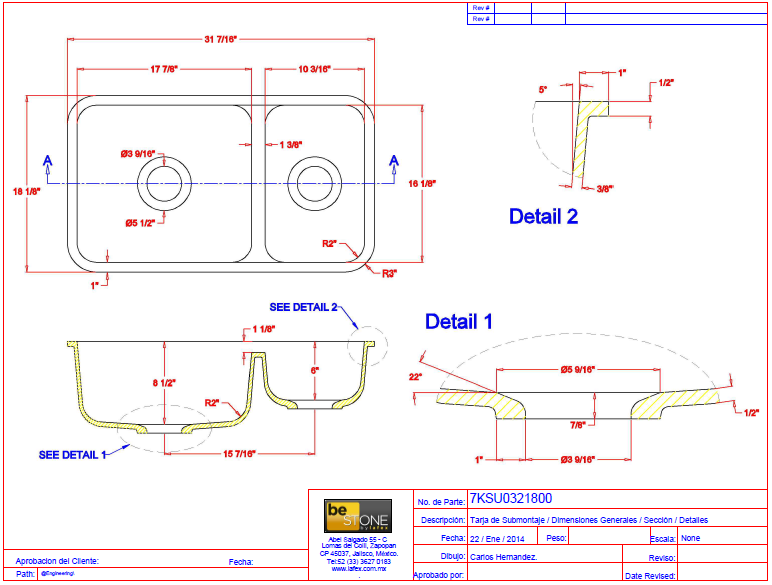 Rev #
Rev #
31 7/16"
17 7/8"
10 3/16"
1"
1/2"
5"
Ø3 9/16"
1 3/8"
A
A
18 1/8"
16 1/8"
3/8"
Ø5 1/2"
Detail 2
R2"
R3"
1"
SEE DETAIL 2
1 1/8"
Detail 1
8 1/2"
6"
Ø5 9/16"
22°
R2"
7/8"
1/2"
SEE DETAIL 1
15 7/16"
1"
Ø3 9/16"
be
STONE
by lafex
Abel Salgado 55 - C
Lomas del Colli, Zapopan
CP 45037, Jalisco, México.
Tel:52 (33) 3627 0183
www.lafex.com.mx
No. de Parte: 7KSU0321800
Descripción: Tarja de Submontaje / Dimensiones Generales / Sección / Detalles
Fecha: 22 / Ene / 2014 Peso: Escala: None
Dibujo: Carlos Hernandez. Reviso:
Aprobado por: Date Revised:
Aprobacion del Cliente: Fecha:
Path: @Engineering\